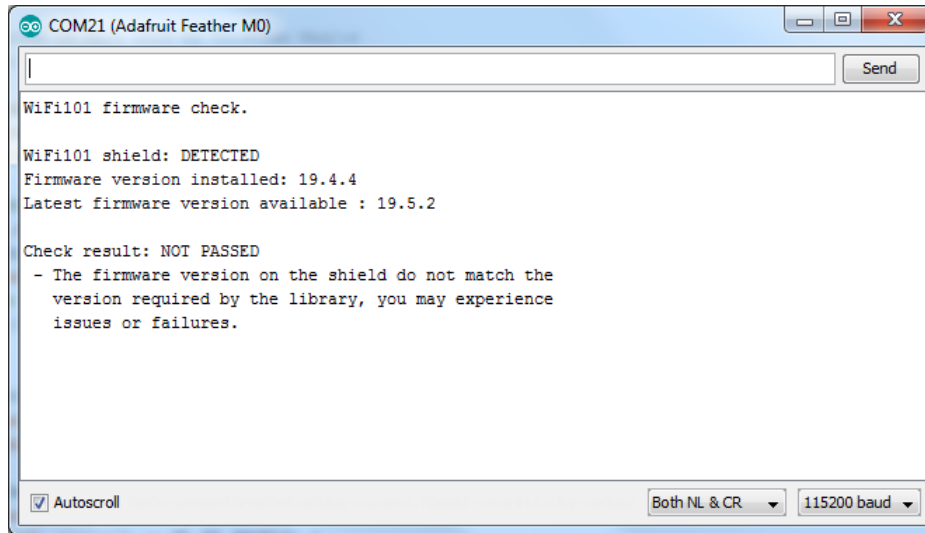 COM21 (Adafruit Feather M0)
Send
WiFi101 firmware check.
WiFi101 shield: DETECTED
Firmware version installed: 19.4.4
Latest firmware version available : 19.5.2
Check result: NOT PASSED
- The firmware version on the shield do not match the
version required by the library, you may experience
issues or failures.
Autoscroll
Both NL & CR
115200 baud